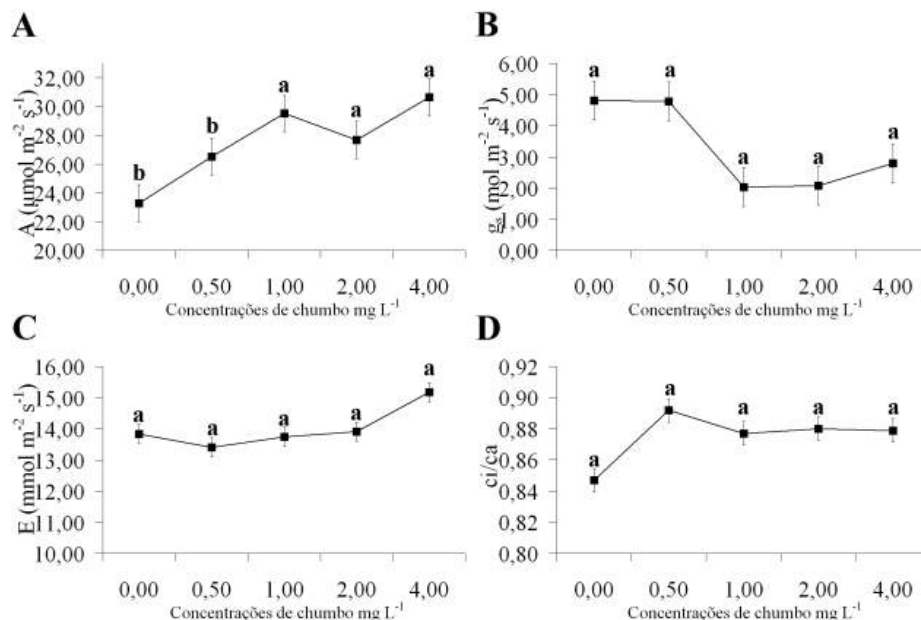 A
A (µmol m⁻² s⁻¹)
32,00
30,00
28,00
26,00
24,00
22,00
20,00
b
b
a
a
a
0,00 0,50 1,00 2,00 4,00
Concentrações de chumbo mg L⁻¹
B
gₛ (mol m⁻² s⁻¹)
6,00
5,00
4,00
3,00
2,00
1,00
0,00
a
a
a
a
a
0,00 0,50 1,00 2,00 4,00
Concentrações de chumbo mg L⁻¹
C
E (mmol m⁻² s⁻¹)
16,00
15,00
14,00
13,00
12,00
11,00
10,00
a
a
a
a
a
0,00 0,50 1,00 2,00 4,00
Concentrações de chumbo mg L⁻¹
D
ci/ca
0,92
0,90
0,88
0,86
0,84
0,82
0,80
a
a
a
a
a
0,00 0,50 1,00 2,00 4,00
Concentrações de chumbo mg L⁻¹